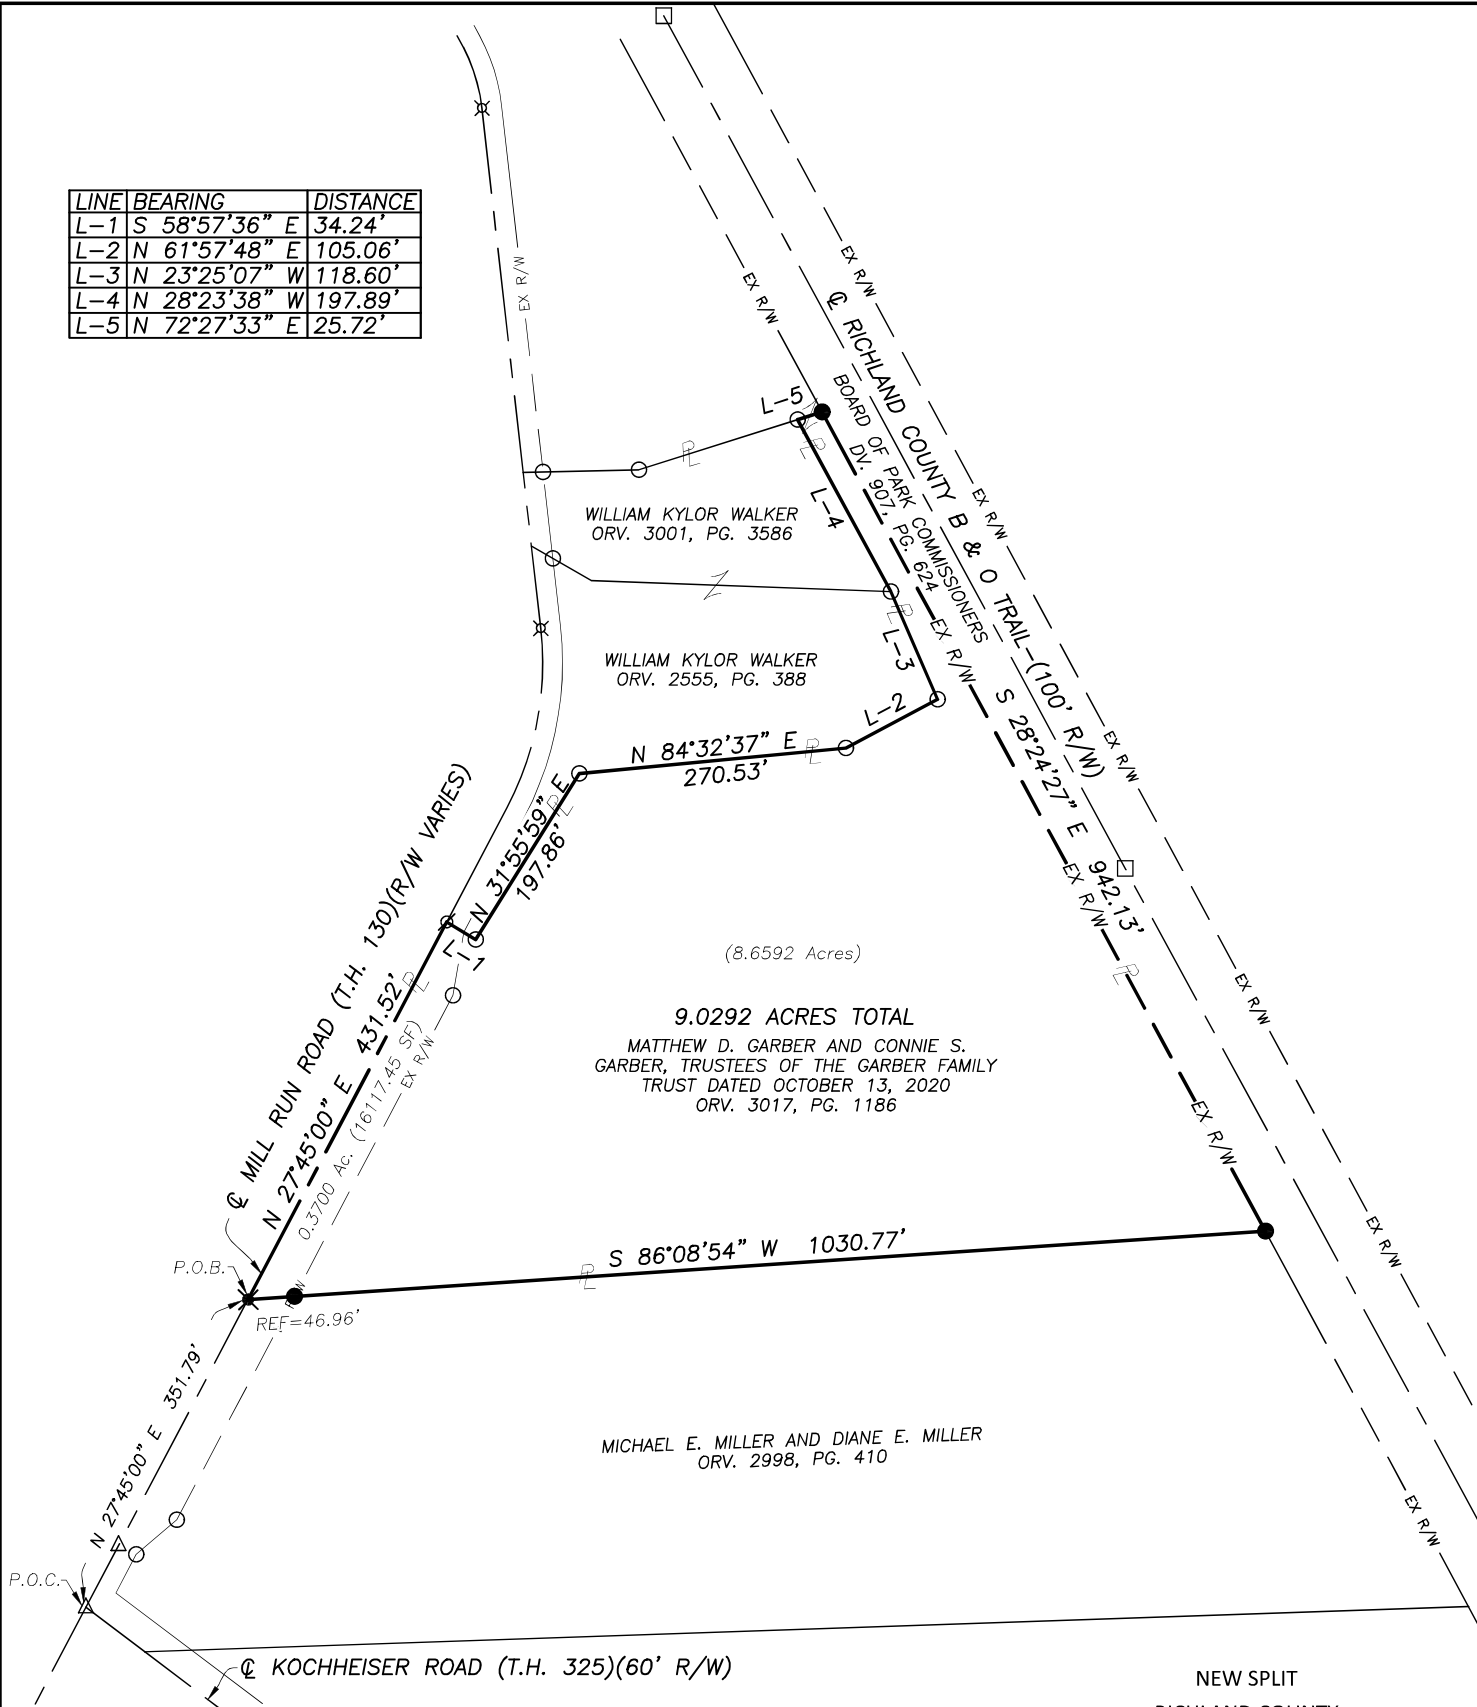 LINE BEARING DISTANCE
L-1 S 58°57'36" E 34.24'
L-2 N 61°57'48" E 105.06'
L-3 N 23°25'07" W 118.60'
L-4 N 28°23'38" W 197.89'
L-5 N 72°27'33" E 25.72'
EX R/W
EX R/W
EX R/W
℄ RICHLAND COUNTY B & O TRAIL-(100' R/W)
BOARD OF PARK COMMISSIONERS
DV. 907, PG. 624
L-5
℄
℄
L-4
EX R/W
WILLIAM KYLOR WALKER
ORV. 3001, PG. 3586
L-3
EX R/W
WILLIAM KYLOR WALKER
ORV. 2555, PG. 388
L-2
S 28°24'27" E 942.13'
EX R/W
N 84°32'37" E
270.53'
N 31°55'59" E
197.86'
EX R/W
L-1
(8.6592 Acres)
EX R/W
9.0292 ACRES TOTAL
MATTHEW D. GARBER AND CONNIE S.
GARBER, TRUSTEES OF THE GARBER FAMILY
TRUST DATED OCTOBER 13, 2020
ORV. 3017, PG. 1186
℄ MILL RUN ROAD (T.H. 130)(R/W VARIES)
N 27°45'00" E 431.52'
0.3700 Ac. (16117.45 SF)
EX R/W
EX R/W
EX R/W
S 86°08'54" W 1030.77'
P.O.B.
REF=46.96'
N 27°45'00" E 351.79'
MICHAEL E. MILLER AND DIANE E. MILLER
ORV. 2998, PG. 410
EX R/W
P.O.C.
℄ KOCHHEISER ROAD (T.H. 325)(60' R/W)
NEW SPLIT
RICHLAND COUNTY